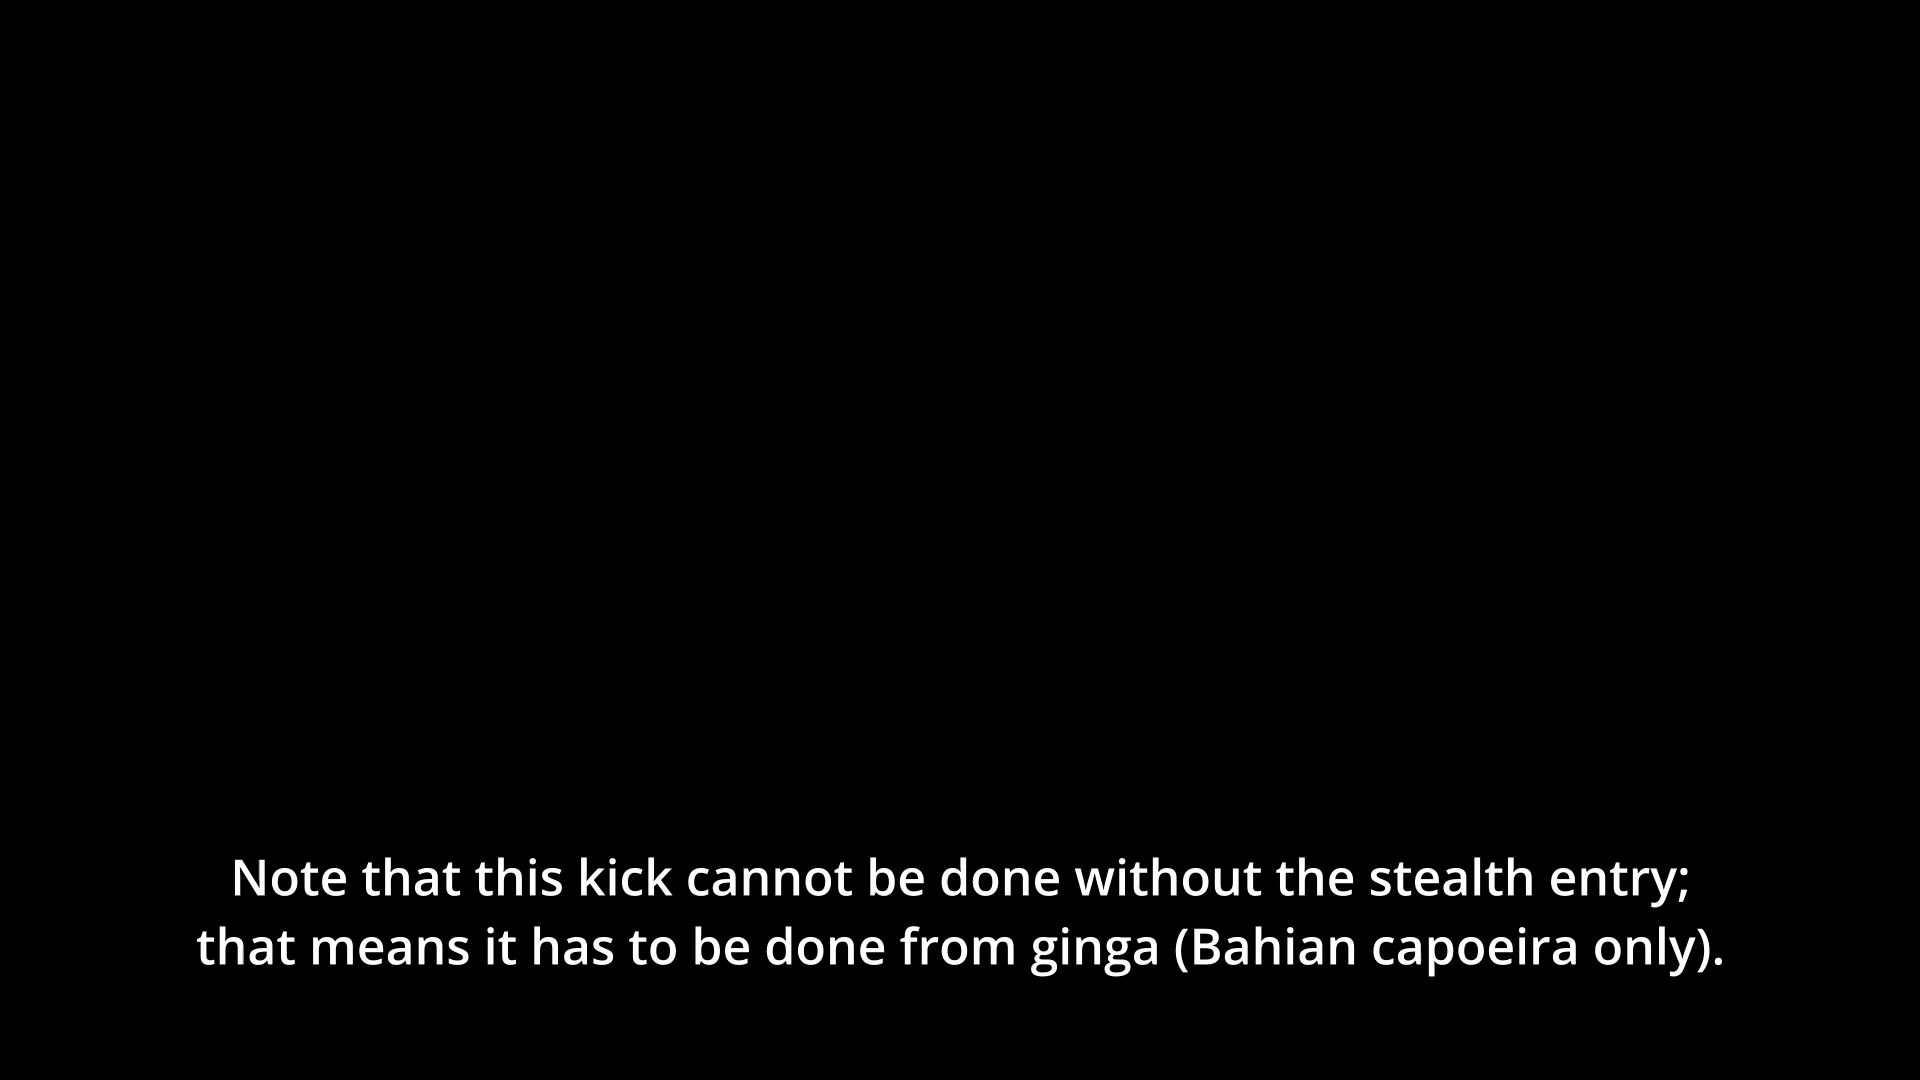 Note that this kick cannot be done without the stealth entry;
that means it has to be done from ginga (Bahian capoeira only).